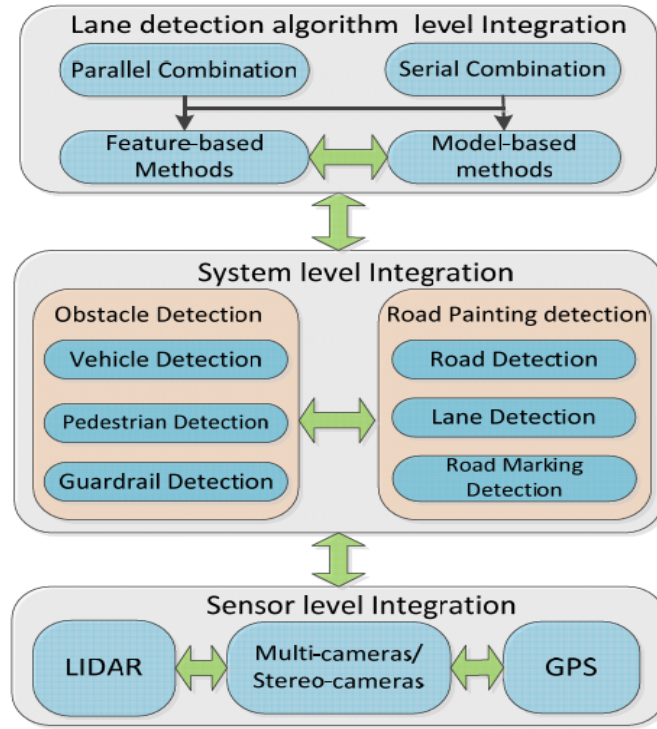 Lane detection algorithm level Integration
Parallel Combination
Serial Combination
Feature-based
Methods
Model-based
methods
System level Integration
Obstacle Detection
Vehicle Detection
Pedestrian Detection
Guardrail Detection
Road Painting detection
Road Detection
Lane Detection
Road Marking
Detection
Sensor level Integration
LIDAR
Multi-cameras/
Stereo-cameras
GPS